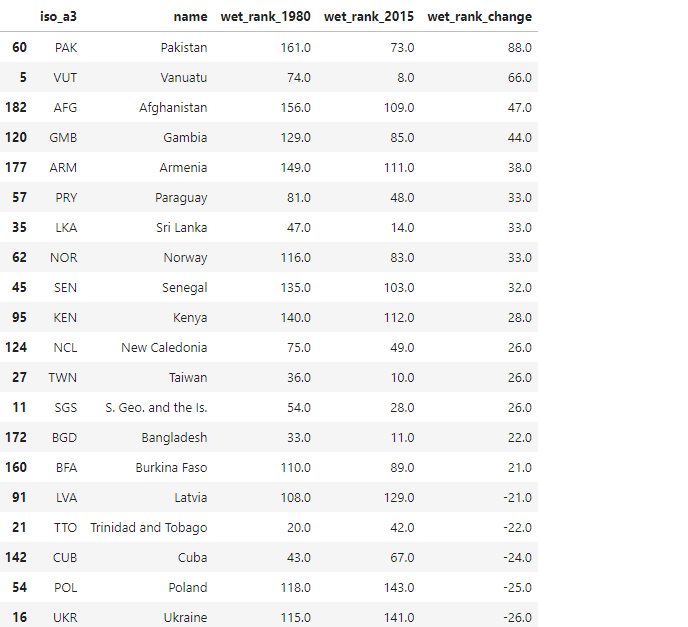 iso_a3 name wet_rank_1980 wet_rank_2015 wet_rank_change
60 PAK Pakistan 161.0 73.0 88.0
5 VUT Vanuatu 74.0 8.0 66.0
182 AFG Afghanistan 156.0 109.0 47.0
120 GMB Gambia 129.0 85.0 44.0
177 ARM Armenia 149.0 111.0 38.0
57 PRY Paraguay 81.0 48.0 33.0
35 LKA Sri Lanka 47.0 14.0 33.0
62 NOR Norway 116.0 83.0 33.0
45 SEN Senegal 135.0 103.0 32.0
95 KEN Kenya 140.0 112.0 28.0
124 NCL New Caledonia 75.0 49.0 26.0
27 TWN Taiwan 36.0 10.0 26.0
11 SGS S. Geo. and the Is. 54.0 28.0 26.0
172 BGD Bangladesh 33.0 11.0 22.0
160 BFA Burkina Faso 110.0 89.0 21.0
91 LVA Latvia 108.0 129.0 -21.0
21 TTO Trinidad and Tobago 20.0 42.0 -22.0
142 CUB Cuba 43.0 67.0 -24.0
54 POL Poland 118.0 143.0 -25.0
16 UKR Ukraine 115.0 141.0 -26.0